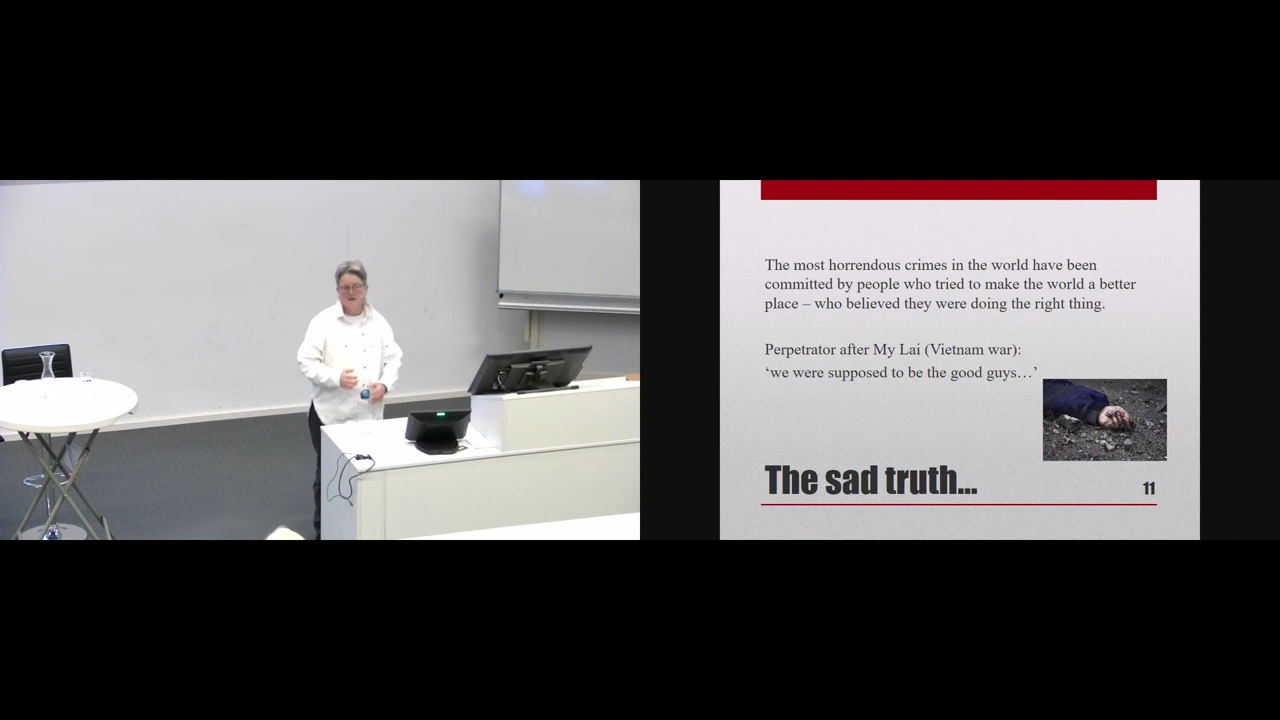 The most horrendous crimes in the world have been
committed by people who tried to make the world a better
place – who believed they were doing the right thing.
Perpetrator after My Lai (Vietnam war):
‘we were supposed to be the good guys…’
The sad truth...
11